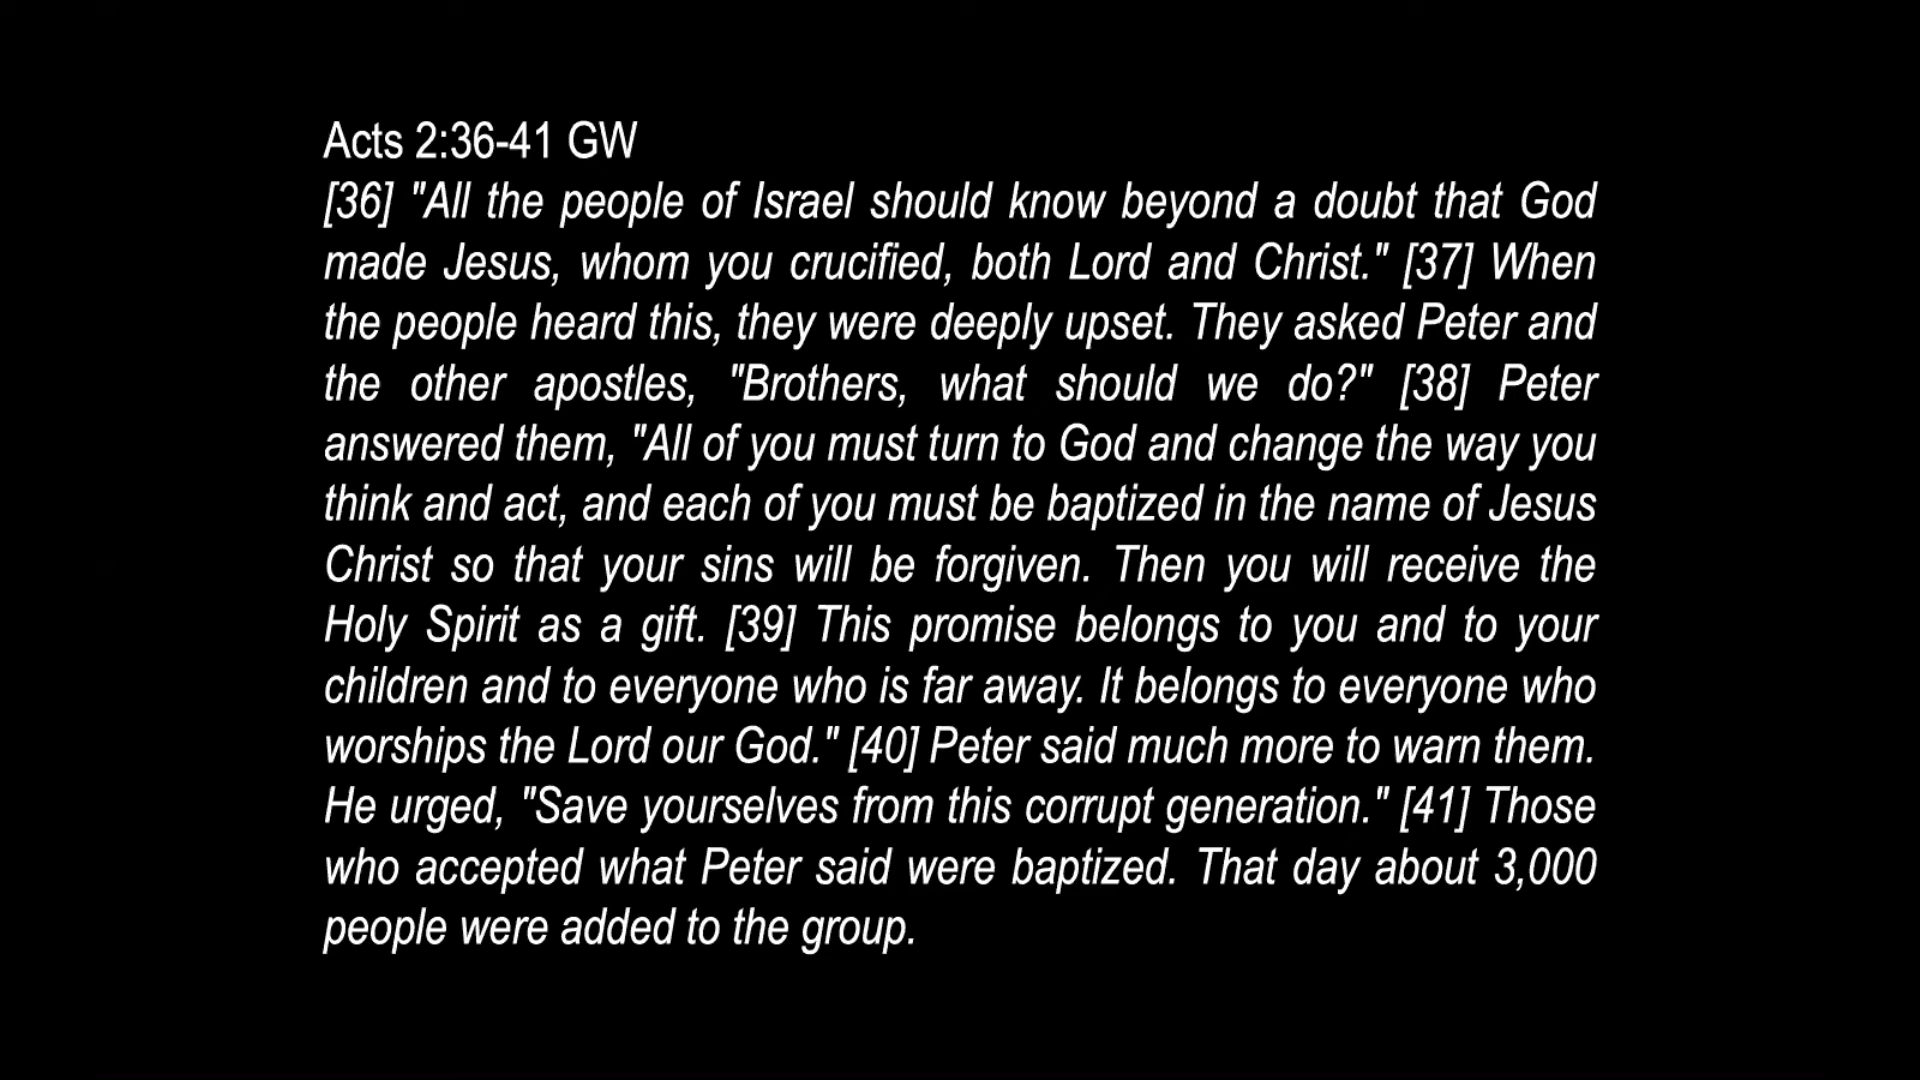 Acts 2:36-41 GW
[36] "All the people of Israel should know beyond a doubt that God
made Jesus, whom you crucified, both Lord and Christ." [37] When
the people heard this, they were deeply upset. They asked Peter and
the other apostles, "Brothers, what should we do?" [38] Peter
answered them, "All of you must turn to God and change the way you
think and act, and each of you must be baptized in the name of Jesus
Christ so that your sins will be forgiven. Then you will receive the
Holy Spirit as a gift. [39] This promise belongs to you and to your
children and to everyone who is far away. It belongs to everyone who
worships the Lord our God." [40] Peter said much more to warn them.
He urged, "Save yourselves from this corrupt generation." [41] Those
who accepted what Peter said were baptized. That day about 3,000
people were added to the group.